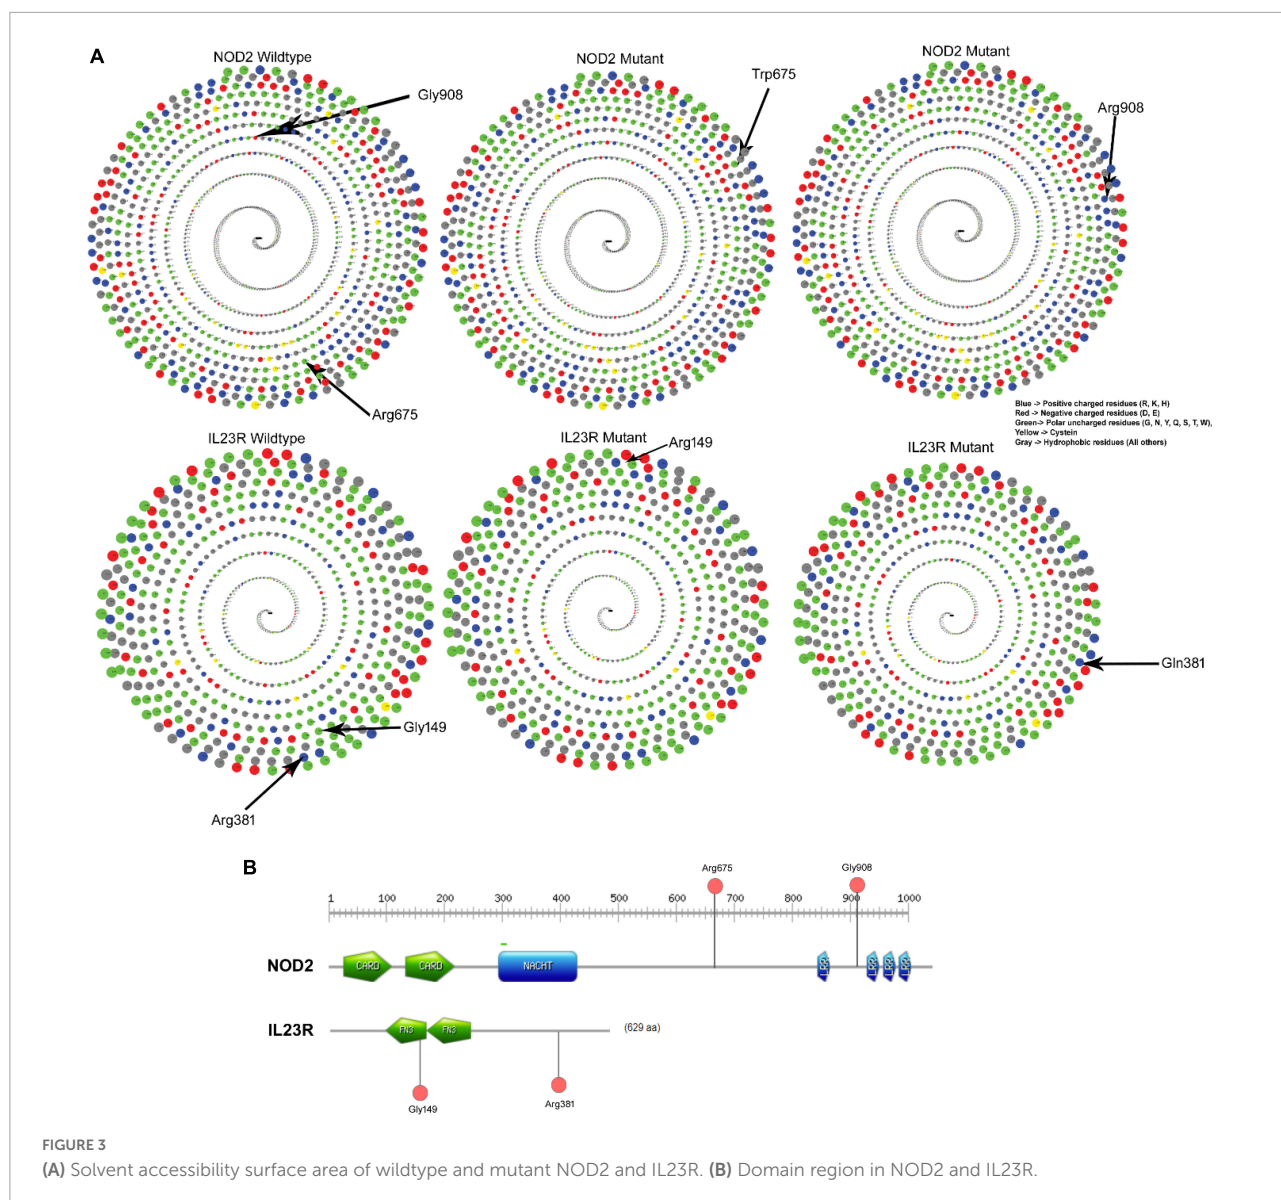 A
NOD2 Wildtype
NOD2 Mutant
NOD2 Mutant
Gly908
Trp675
Arg908
Arg675
Blue -> Positive charged residues (R, K, H)
Red -> Negative charged residues (D, E)
Green-> Polar uncharged residues (G, N, Y, Q, S, T, W),
Yellow -> Cystein
Gray -> Hydrophobic residues (All others)
IL23R Wildtype
IL23R Mutant
IL23R Mutant
Arg149
Gln381
Gly149
Arg381
B
Arg675
Gly908
1 100 200 300 400 500 600 700 800 900 1000
NOD2
CARD CARD NACHT LRR LRR LRR LRR
IL23R
FN3 FN3
(629 aa)
Gly149
Arg381
FIGURE 3
(A) Solvent accessibility surface area of wildtype and mutant NOD2 and IL23R. (B) Domain region in NOD2 and IL23R.